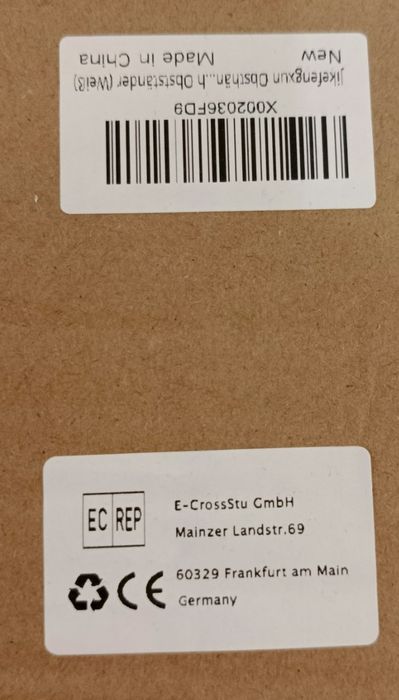 X002036FD9
jikefengxun Obsthän...h Obstständer (Weiß)
New
Made in China
EC REP
E-CrossStu GmbH
Mainzer Landstr.69
60329 Frankfurt am Main
Germany
CE